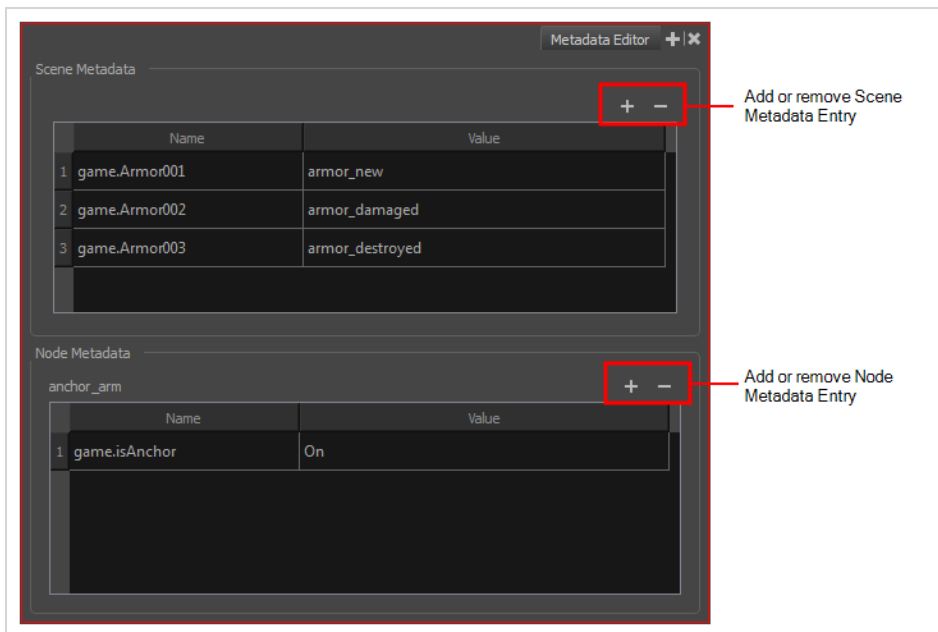 Metadata Editor
Scene Metadata
+ −
Add or remove Scene
Metadata Entry
Name Value
1 game.Armor001 armor_new
2 game.Armor002 armor_damaged
3 game.Armor003 armor_destroyed
Node Metadata
anchor_arm
+ −
Add or remove Node
Metadata Entry
Name Value
1 game.isAnchor On